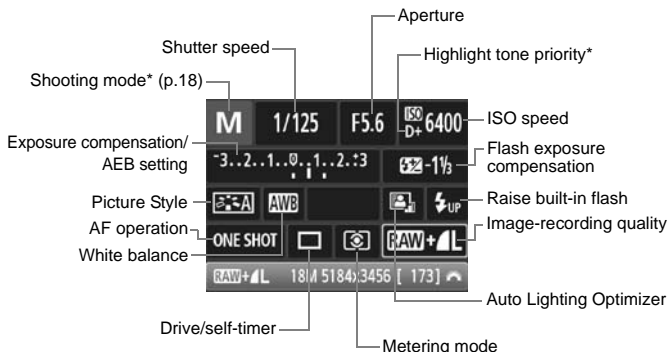 Aperture
Shutter speed
Highlight tone priority*
Shooting mode* (p.18)
M 1/125 F5.6 ISO D+ 6400
ISO speed
Exposure compensation/
AEB setting
-3..2..1..0..1..2.+3 -1⅓
Flash exposure
compensation
Picture Style
A AWB UP
Raise built-in flash
AF operation
ONE SHOT RAW+L
Image-recording quality
White balance
RAW+L 18M 5184x3456 [ 173]
Auto Lighting Optimizer
Drive/self-timer
Metering mode